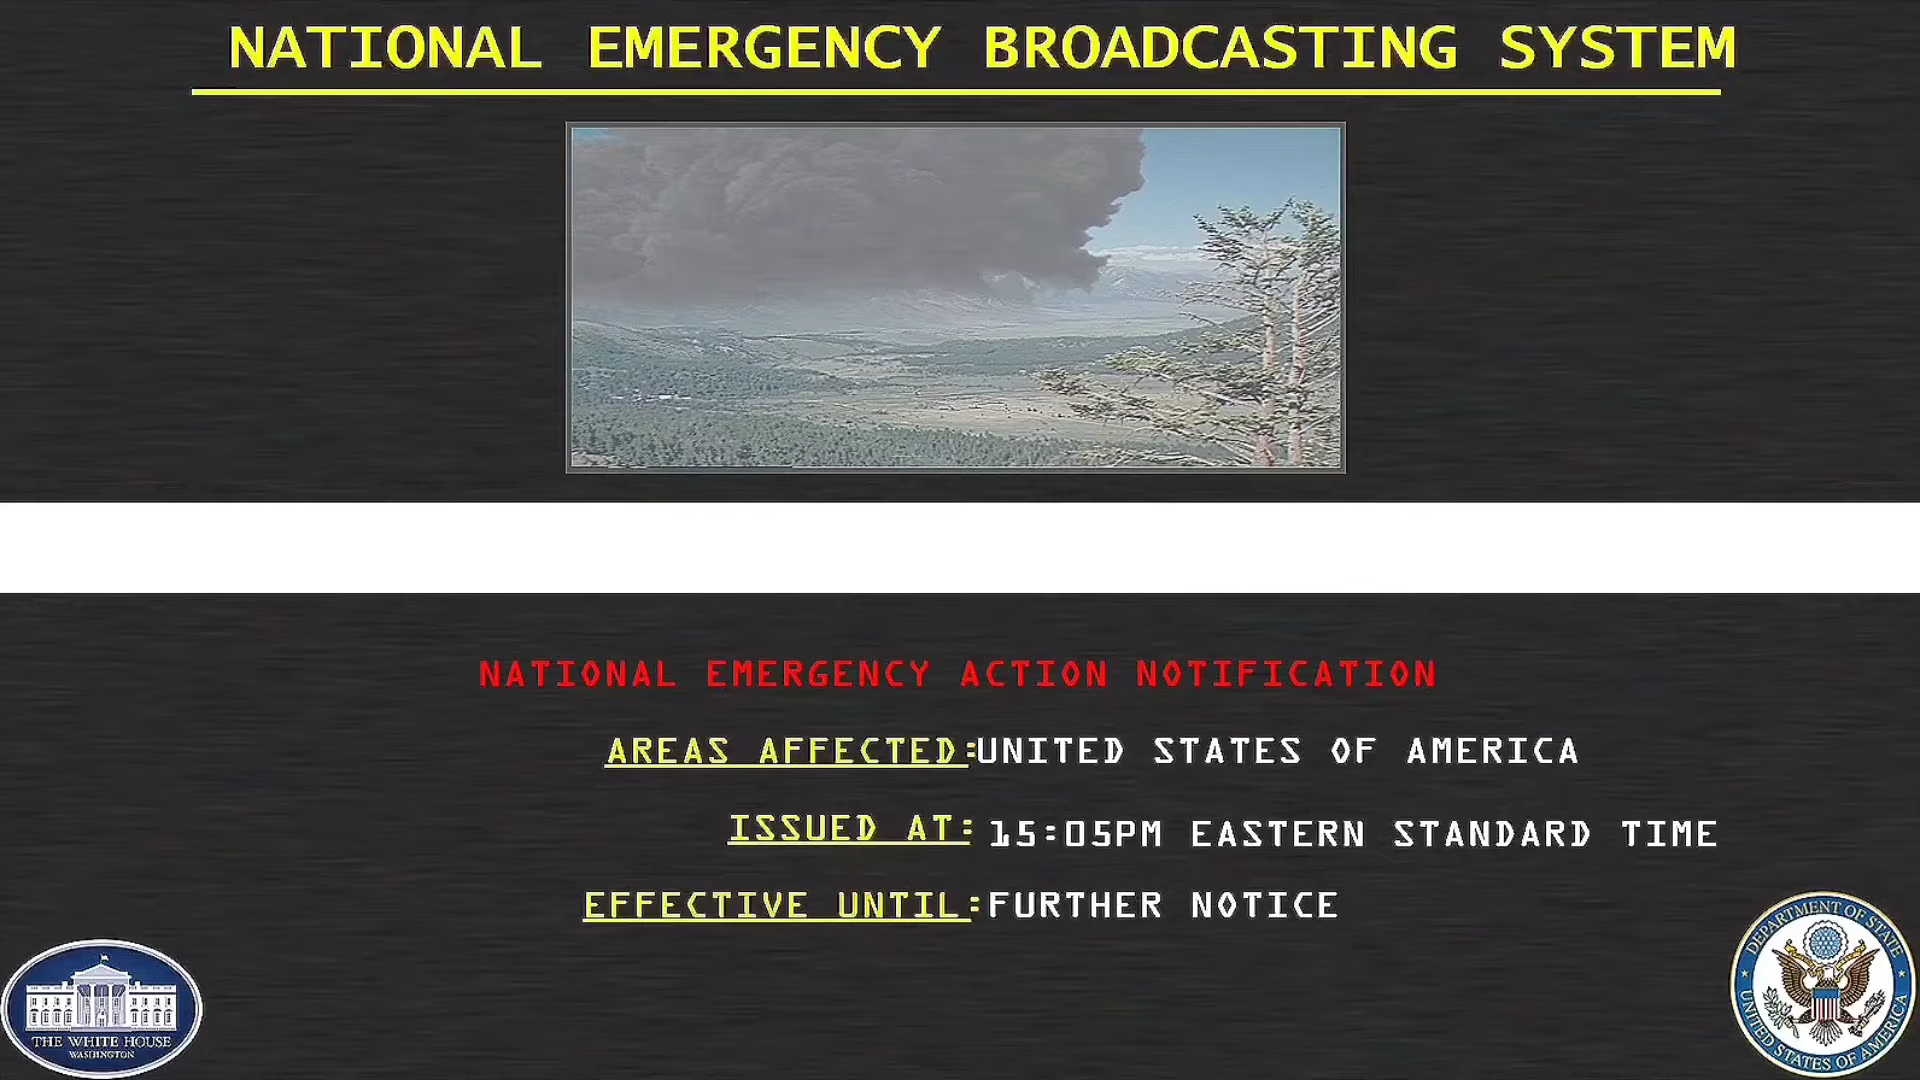 NATIONAL EMERGENCY BROADCASTING SYSTEM
NATIONAL EMERGENCY ACTION NOTIFICATION
AREAS AFFECTED:UNITED STATES OF AMERICA
ISSUED AT: 15:05PM EASTERN STANDARD TIME
EFFECTIVE UNTIL:FURTHER NOTICE
THE WHITE HOUSE
WASHINGTON
DEPARTMENT OF STATE
UNITED STATES OF AMERICA